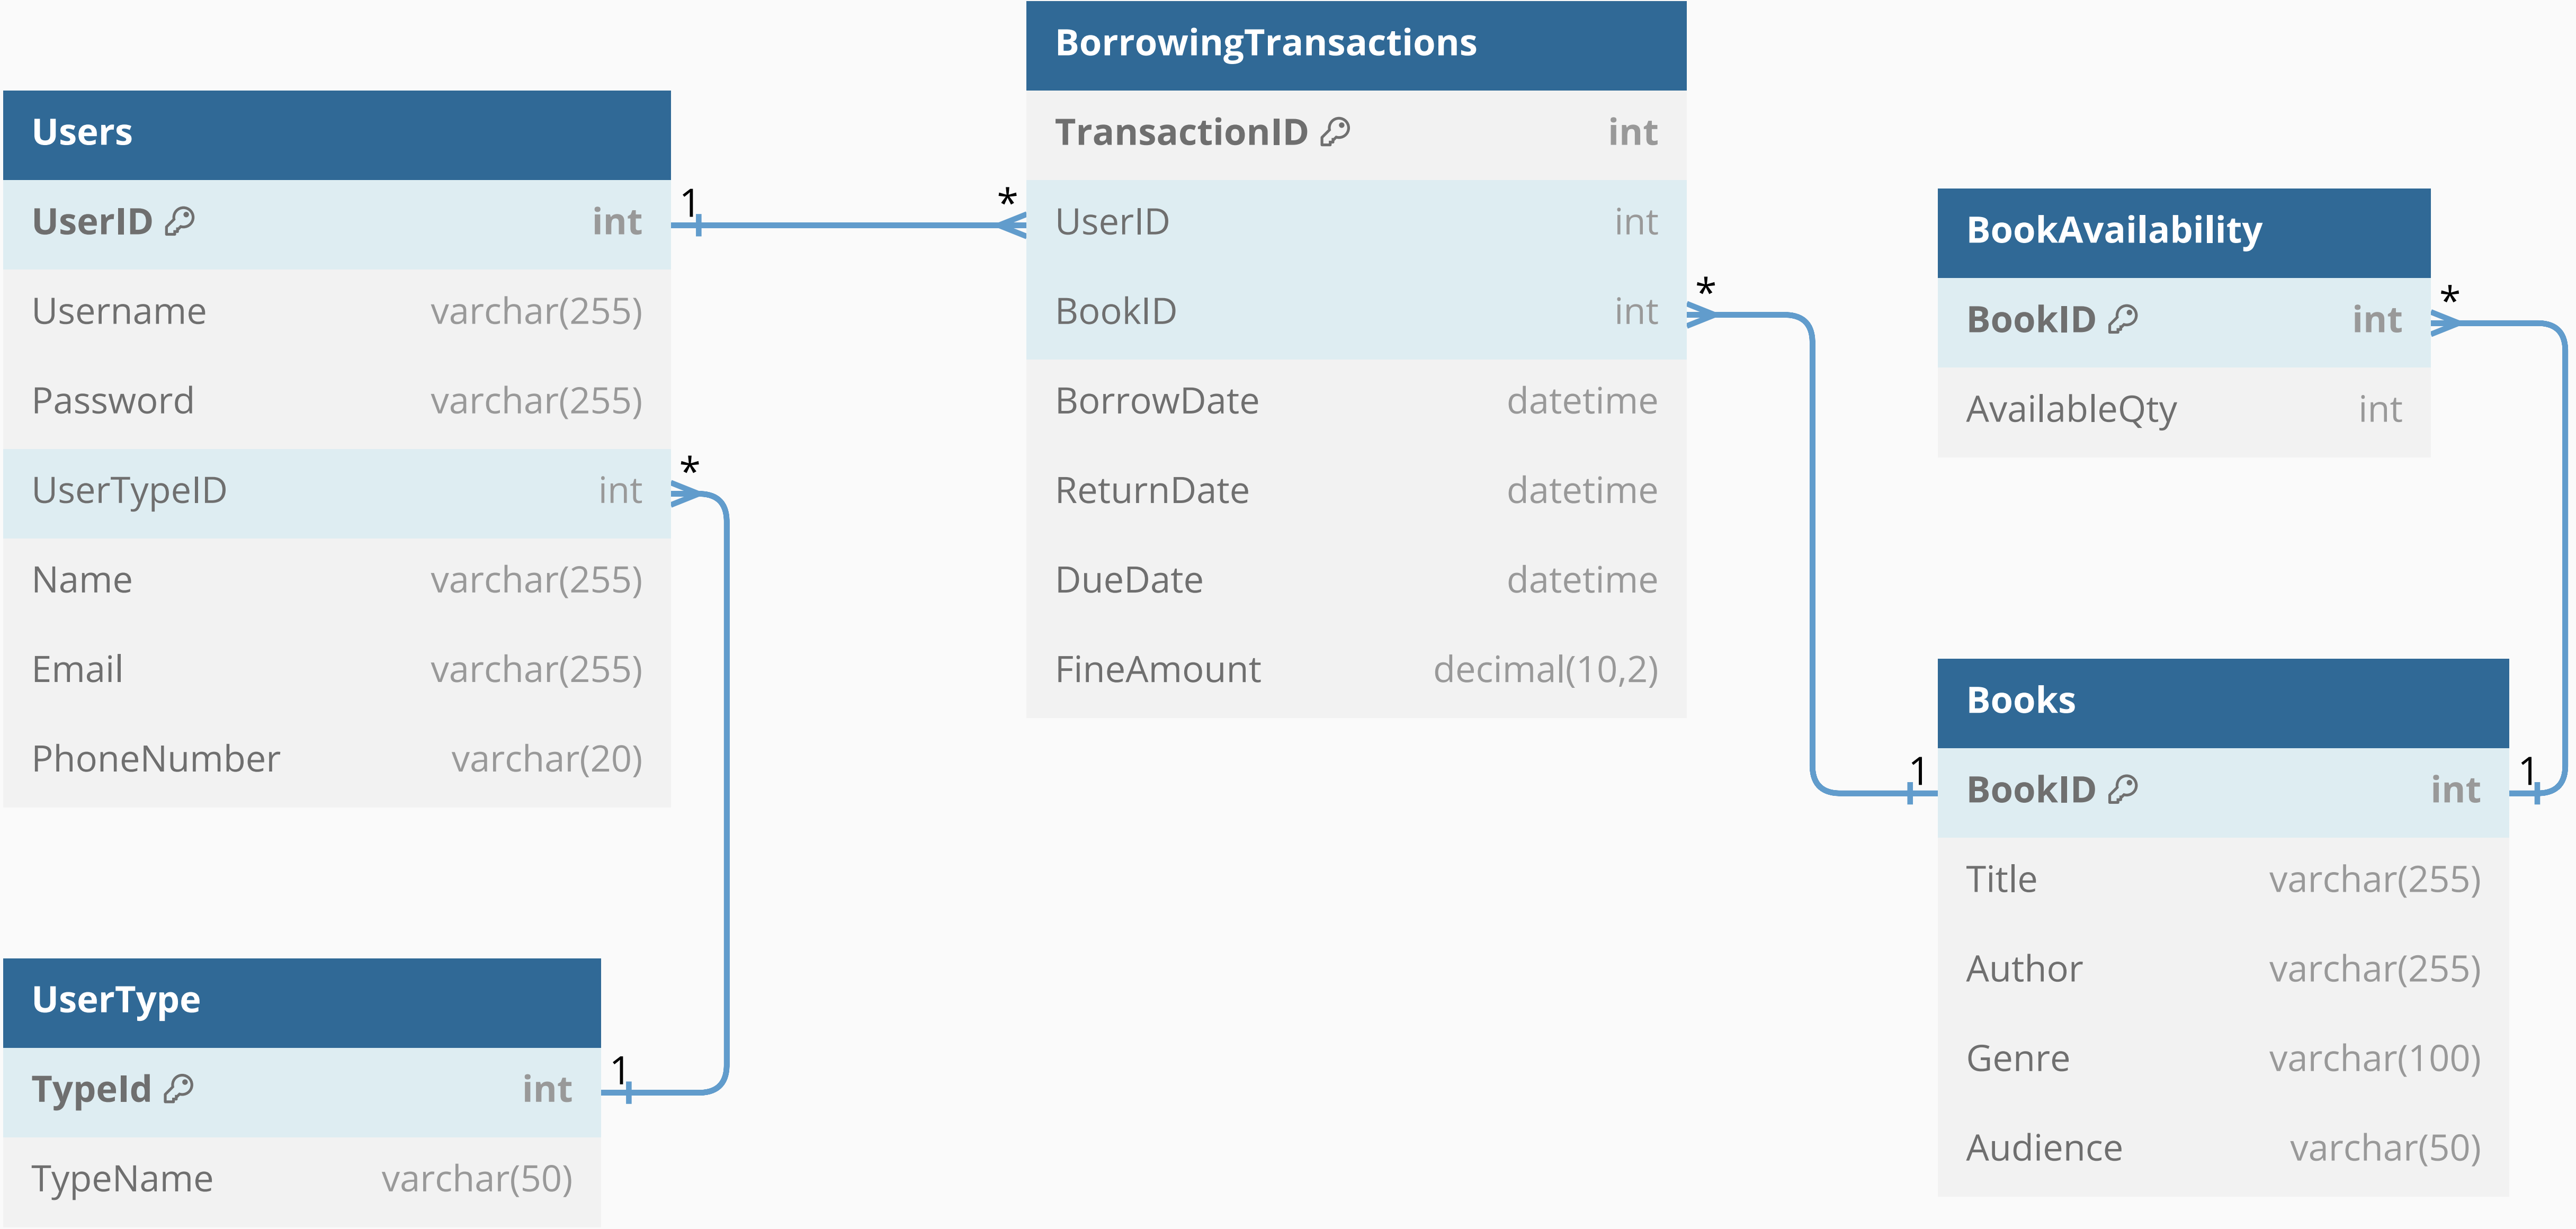 Users
UserID int
Username varchar(255)
Password varchar(255)
UserTypeID int
Name varchar(255)
Email varchar(255)
PhoneNumber varchar(20)
1
*
*
UserType
TypeId int
TypeName varchar(50)
1
BorrowingTransactions
TransactionID int
UserID int
BookID int
BorrowDate datetime
ReturnDate datetime
DueDate datetime
FineAmount decimal(10,2)
*
1
BookAvailability
BookID int
AvailableQty int
*
Books
BookID int
Title varchar(255)
Author varchar(255)
Genre varchar(100)
Audience varchar(50)
1